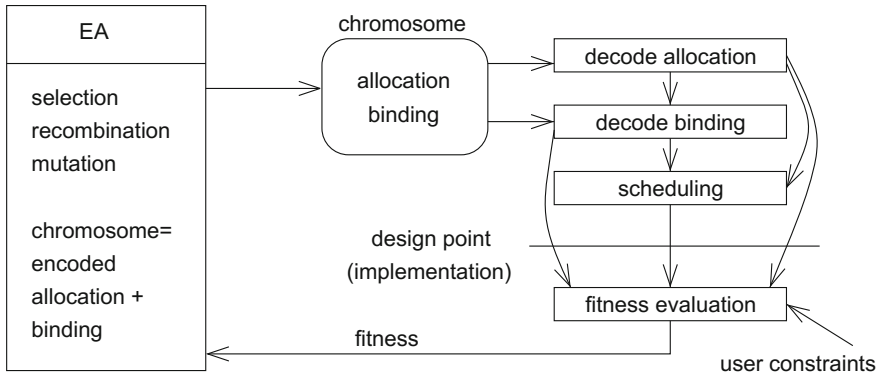 EA
selection
recombination
mutation
chromosome=
encoded
allocation +
binding
chromosome
allocation
binding
decode allocation
decode binding
scheduling
design point
(implementation)
fitness evaluation
fitness
user constraints